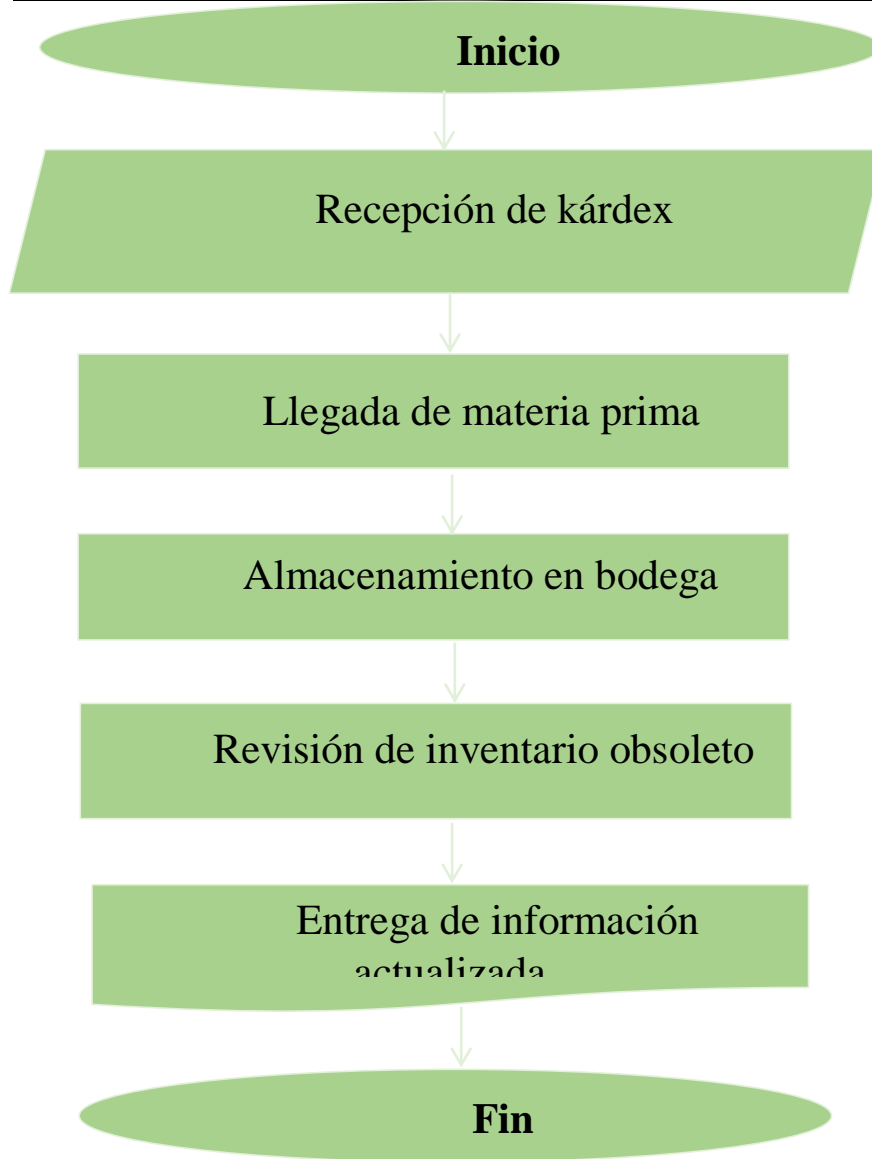 Inicio
Recepción de kárdex
Llegada de materia prima
Almacenamiento en bodega
Revisión de inventario obsoleto
Entrega de información
actualizada
Fin